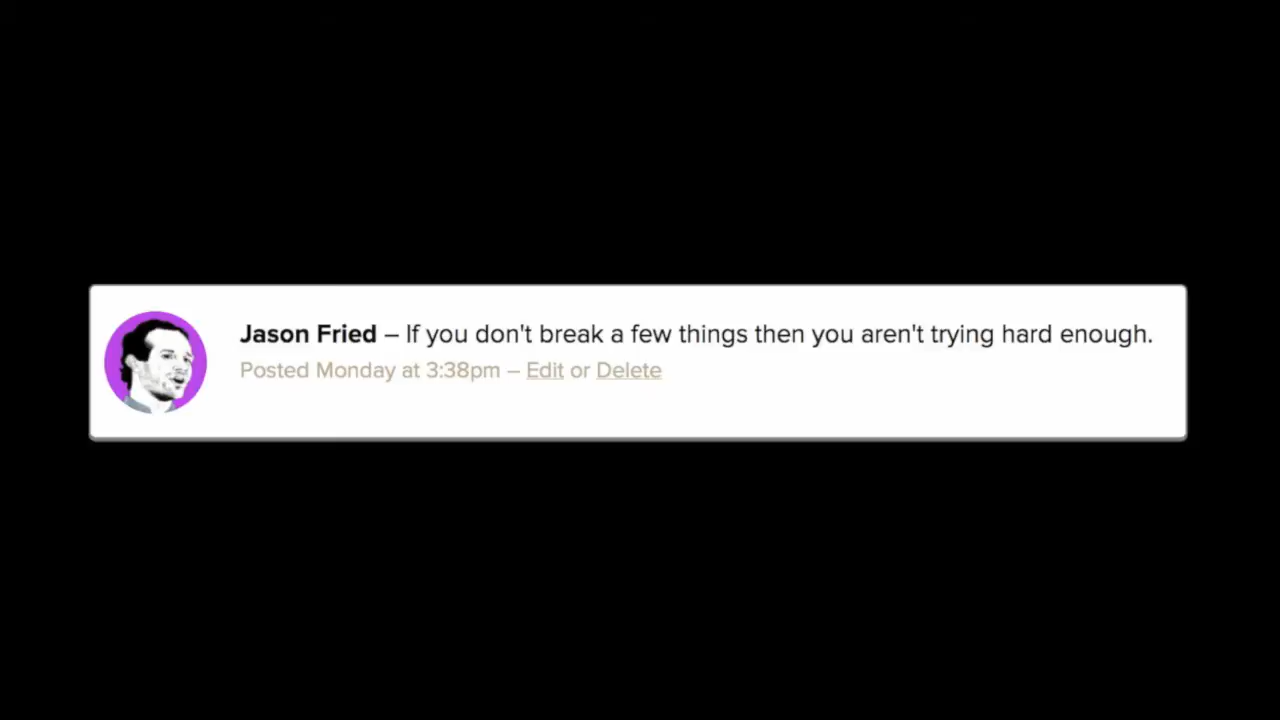 Jason Fried – If you don't break a few things then you aren't trying hard enough.
Posted Monday at 3:38pm – Edit or Delete